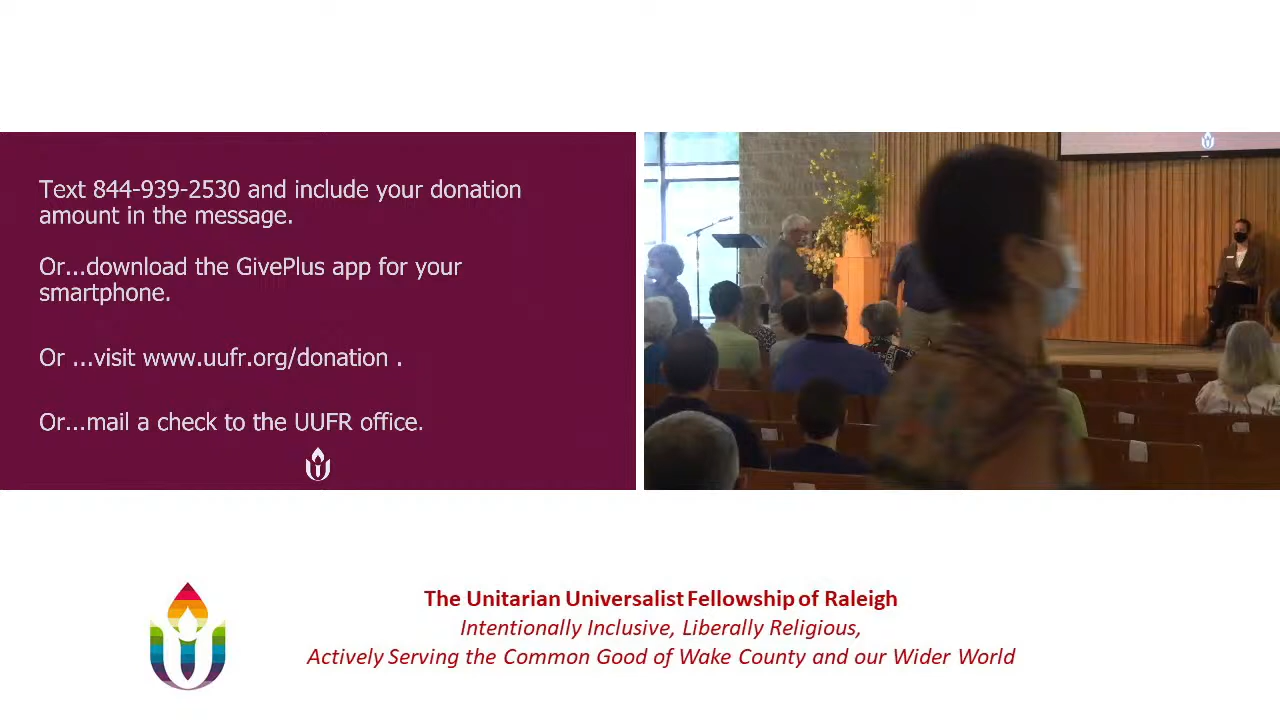 Text 844-939-2530 and include your donation
amount in the message.
Or...download the GivePlus app for your
smartphone.
Or ...visit www.uufr.org/donation .
Or...mail a check to the UUFR office.
The Unitarian Universalist Fellowship of Raleigh
Intentionally Inclusive, Liberally Religious,
Actively Serving the Common Good of Wake County and our Wider World